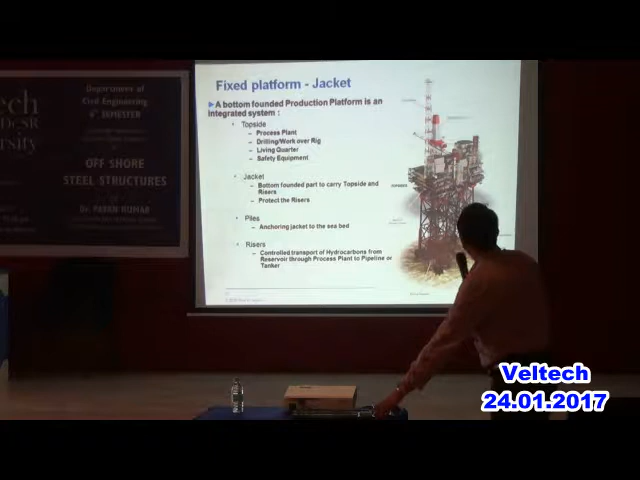 Fixed platform - Jacket
A bottom founded Production Platform is an
integrated system :
Topside
– Process Plant
– Drilling/Work over Rig
– Living Quarter
– Safety Equipment
Jacket
– Bottom founded part to carry Topside and
Risers
– Protect the Risers
Piles
– Anchoring jacket to the sea bed
Risers
– Controlled transport of Hydrocarbons from
Reservoir through Process Plant to Pipeline or
Tanker
Department of
Civil Engineering
6th SEMESTER
OFF SHORE
STEEL STRUCTURES
Veltech
24.01.2017